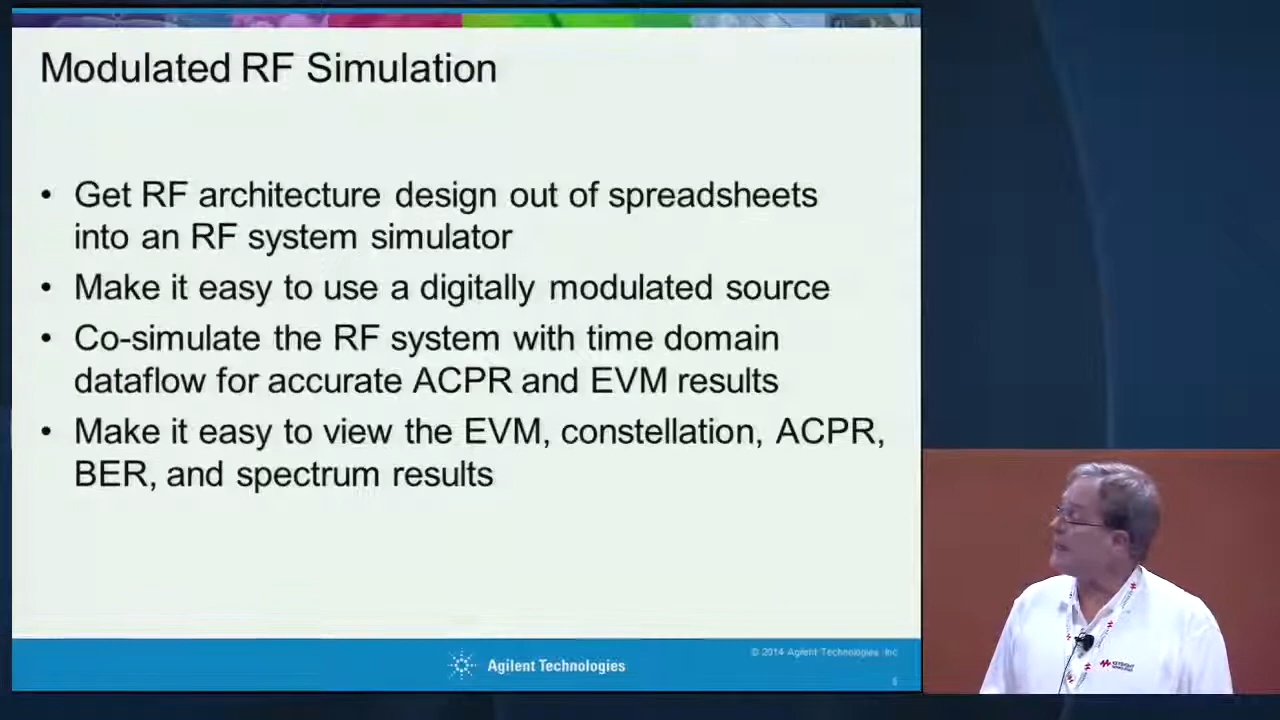 Modulated RF Simulation
• Get RF architecture design out of spreadsheets
into an RF system simulator
• Make it easy to use a digitally modulated source
• Co-simulate the RF system with time domain
dataflow for accurate ACPR and EVM results
• Make it easy to view the EVM, constellation, ACPR,
BER, and spectrum results
Agilent Technologies
© 2014 Agilent Technologies, Inc
6
KEYSIGHT
TECHNOLOGIES